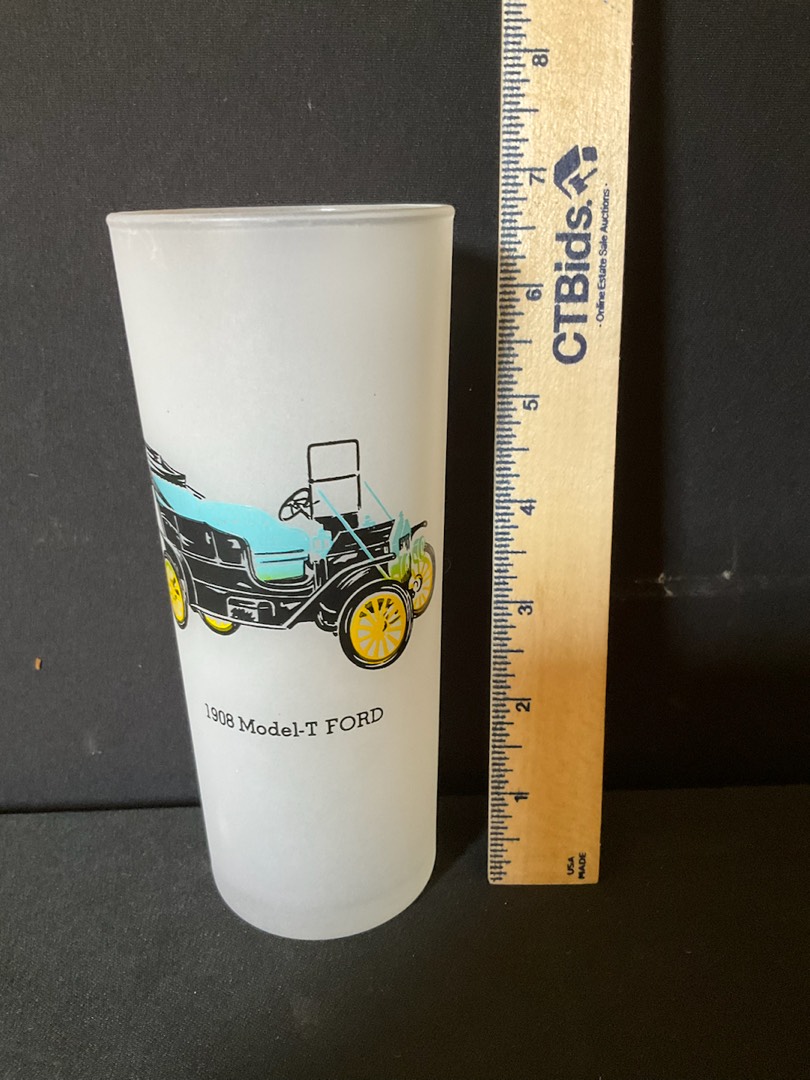 1908 Model-T FORD
8
7
6
5
4
3
2
1
CTBids.
- Online Estate Sale Auctions -
USA
MADE